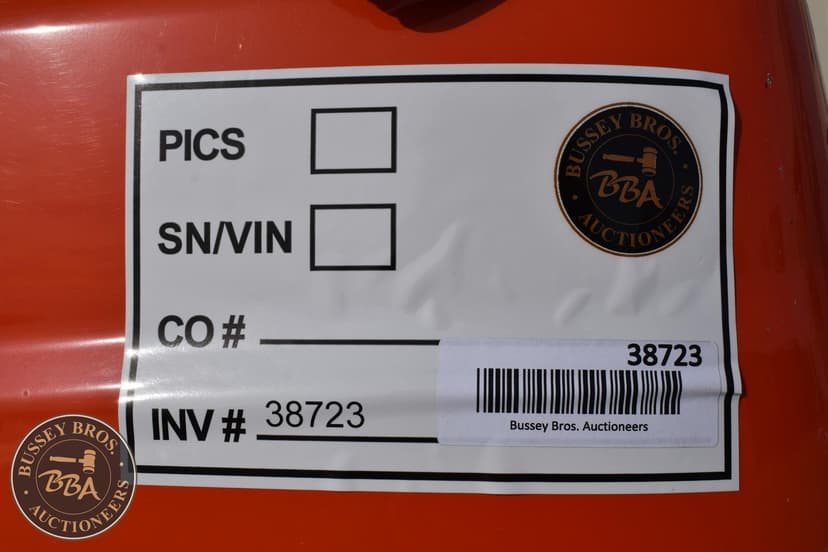 PICS
BUSSEY BROS.
BBA
AUCTIONEERS
SN/VIN
CO #
38723
INV # 38723
Bussey Bros. Auctioneers
BUSSEY BROS.
BBA
AUCTIONEERS